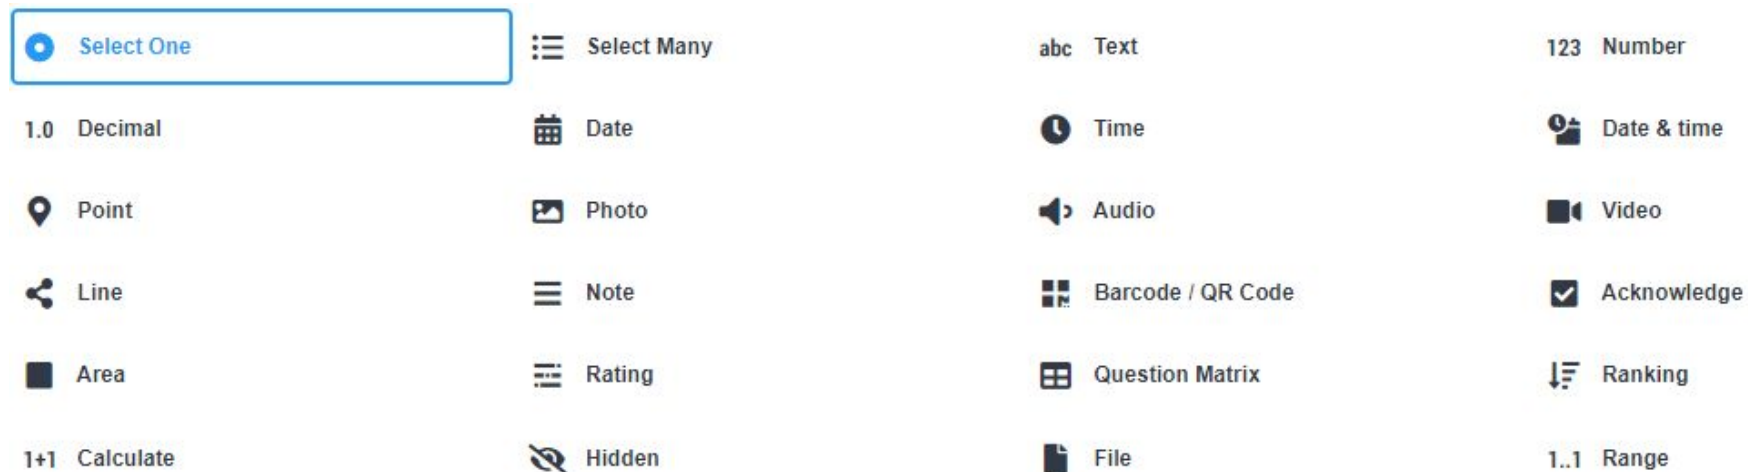 Select One Select Many abc Text 123 Number
1.0 Decimal Date Time Date & time
Point Photo Audio Video
Line Note Barcode / QR Code Acknowledge
Area Rating Question Matrix Ranking
1+1 Calculate Hidden File 1..1 Range